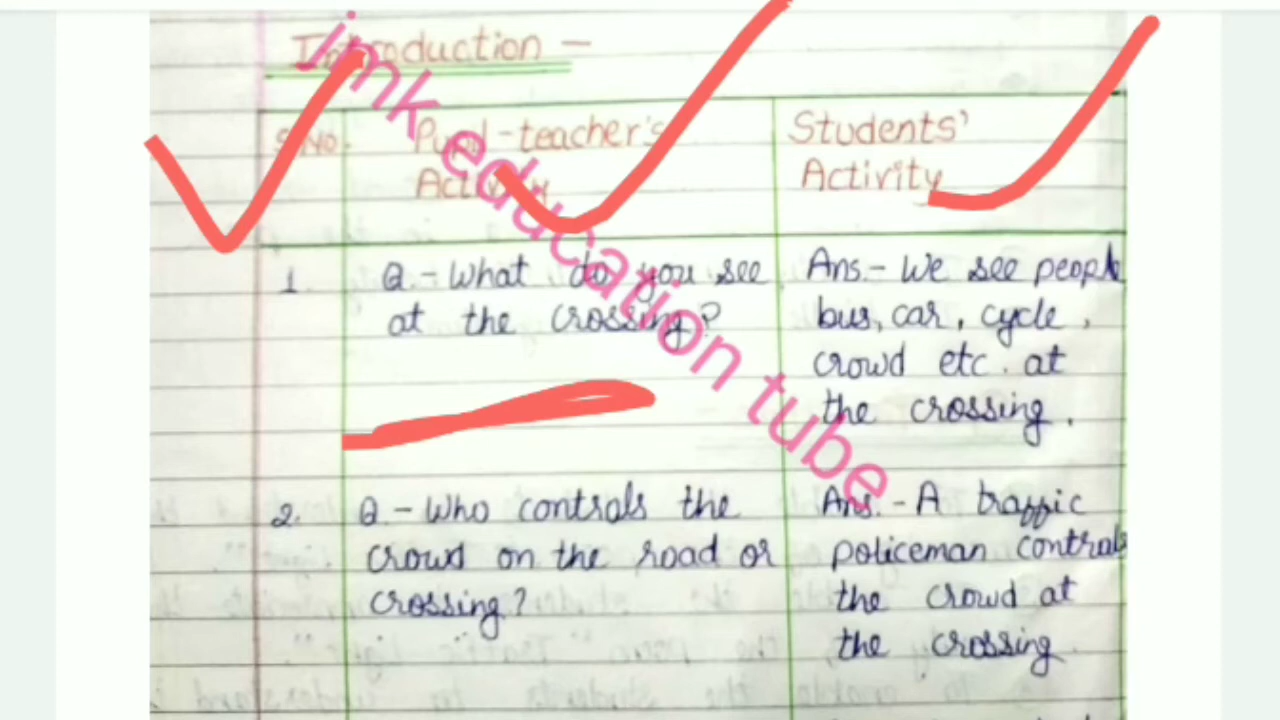 Introduction -
S.No. Pupil-teacher's Activity Students' Activity
1 Q.- What do you see at the crossing? Ans.- We see people bus, car, cycle, crowd etc. at the crossing.
2. Q.- Who controls the crowd on the road or crossing? Ans.- A traffic policeman controls the crowd at the crossing
jmk education tube